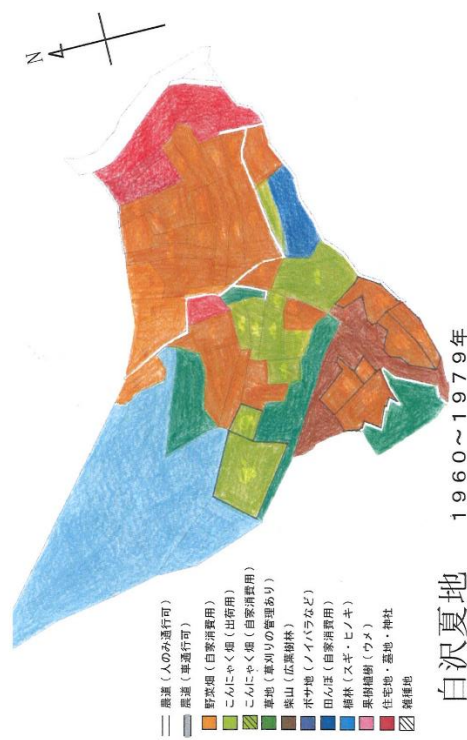 N
農道（人のみ通行可）
農道（車通行可）
野菜畑（自家消費用）
こんにゃく畑（出荷用）
こんにゃく畑（自家消費用）
草地（草刈りの管理あり）
柴山（広葉樹林）
ボサ地（ノイバラなど）
田んぼ（自家消費用）
植林（スギ・ヒノキ）
果樹植樹（ウメ）
住宅地・墓地・神社
雑種地
白沢夏地　１９６０～１９７９年